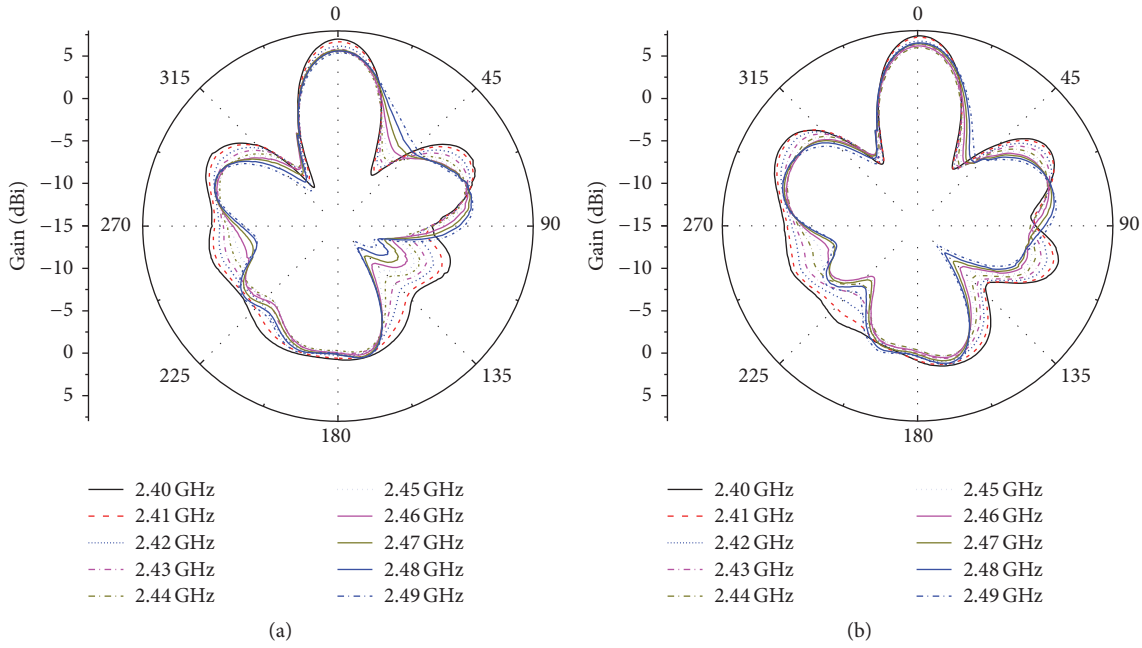 0
45
90
135
180
225
270
315
Gain (dBi)
5
0
−5
−10
−15
−10
−5
0
5
2.40 GHz
2.41 GHz
2.42 GHz
2.43 GHz
2.44 GHz
2.45 GHz
2.46 GHz
2.47 GHz
2.48 GHz
2.49 GHz
(a)
0
45
90
135
180
225
270
315
Gain (dBi)
5
0
−5
−10
−15
−10
−5
0
5
2.40 GHz
2.41 GHz
2.42 GHz
2.43 GHz
2.44 GHz
2.45 GHz
2.46 GHz
2.47 GHz
2.48 GHz
2.49 GHz
(b)